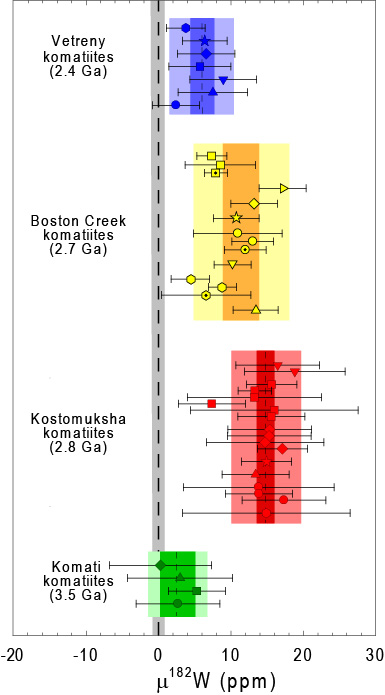 Vetreny
komatiites
(2.4 Ga)
Boston Creek
komatiites
(2.7 Ga)
Kostomuksha
komatiites
(2.8 Ga)
Komati
komatiites
(3.5 Ga)
-20 -10 0 10 20 30
μ¹⁸²W (ppm)